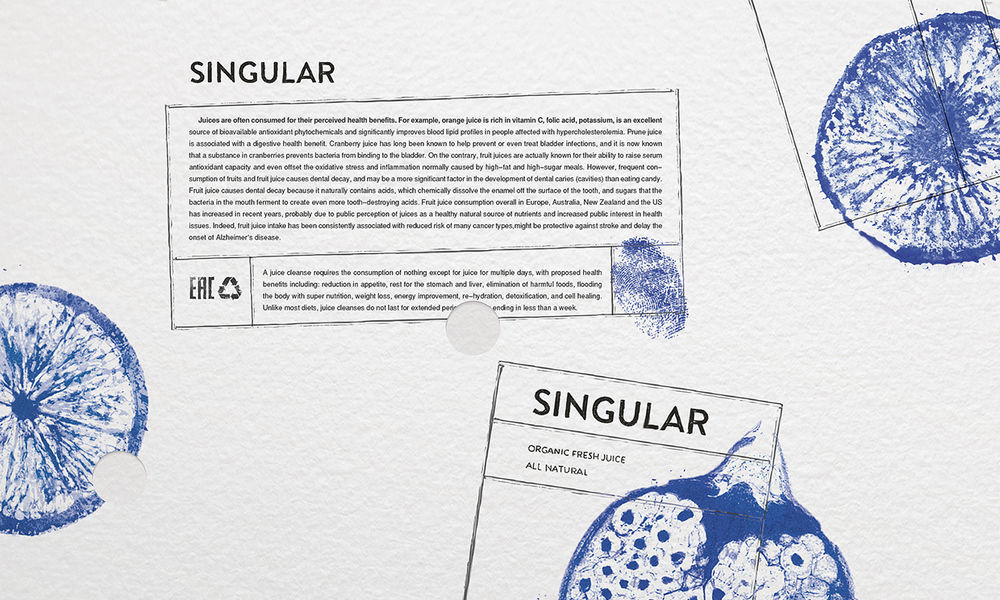 SINGULAR
Juices are often consumed for their perceived health benefits. For example, orange juice is rich in vitamin C, folic acid, potassium, is an excellent
source of bioavailable antioxidant phytochemicals and significantly improves blood lipid profiles in people affected with hypercholesterolemia. Prune juice
is associated with a digestive health benefit. Cranberry juice has long been known to help prevent or even treat bladder infections, and it is now known
that a substance in cranberries prevents bacteria from binding to the bladder. On the contrary, fruit juices are actually known for their ability to raise serum
antioxidant capacity and even offset the oxidative stress and inflammation normally caused by high-fat and high-sugar meals. However, frequent con-
sumption of fruits and fruit juice causes dental decay, and may be a more significant factor in the development of dental caries (cavities) than eating candy.
Fruit juice causes dental decay because it naturally contains acids, which chemically dissolve the enamel off the surface of the tooth, and sugars that the
bacteria in the mouth ferment to create even more tooth-destroying acids. Fruit juice consumption overall in Europe, Australia, New Zealand and the US
has increased in recent years, probably due to public perception of juices as a healthy natural source of nutrients and increased public interest in health
issues. Indeed, fruit juice intake has been consistently associated with reduced risk of many cancer types,might be protective against stroke and delay the
onset of Alzheimer's disease.
EAC
A juice cleanse requires the consumption of nothing except for juice for multiple days, with proposed health
benefits including: reduction in appetite, rest for the stomach and liver, elimination of harmful foods, flooding
the body with super nutrition, weight loss, energy improvement, re-hydration, detoxification, and cell healing.
Unlike most diets, juice cleanses do not last for extended ending in less than a week.
SINGULAR
ORGANIC FRESH JUICE
ALL NATURAL